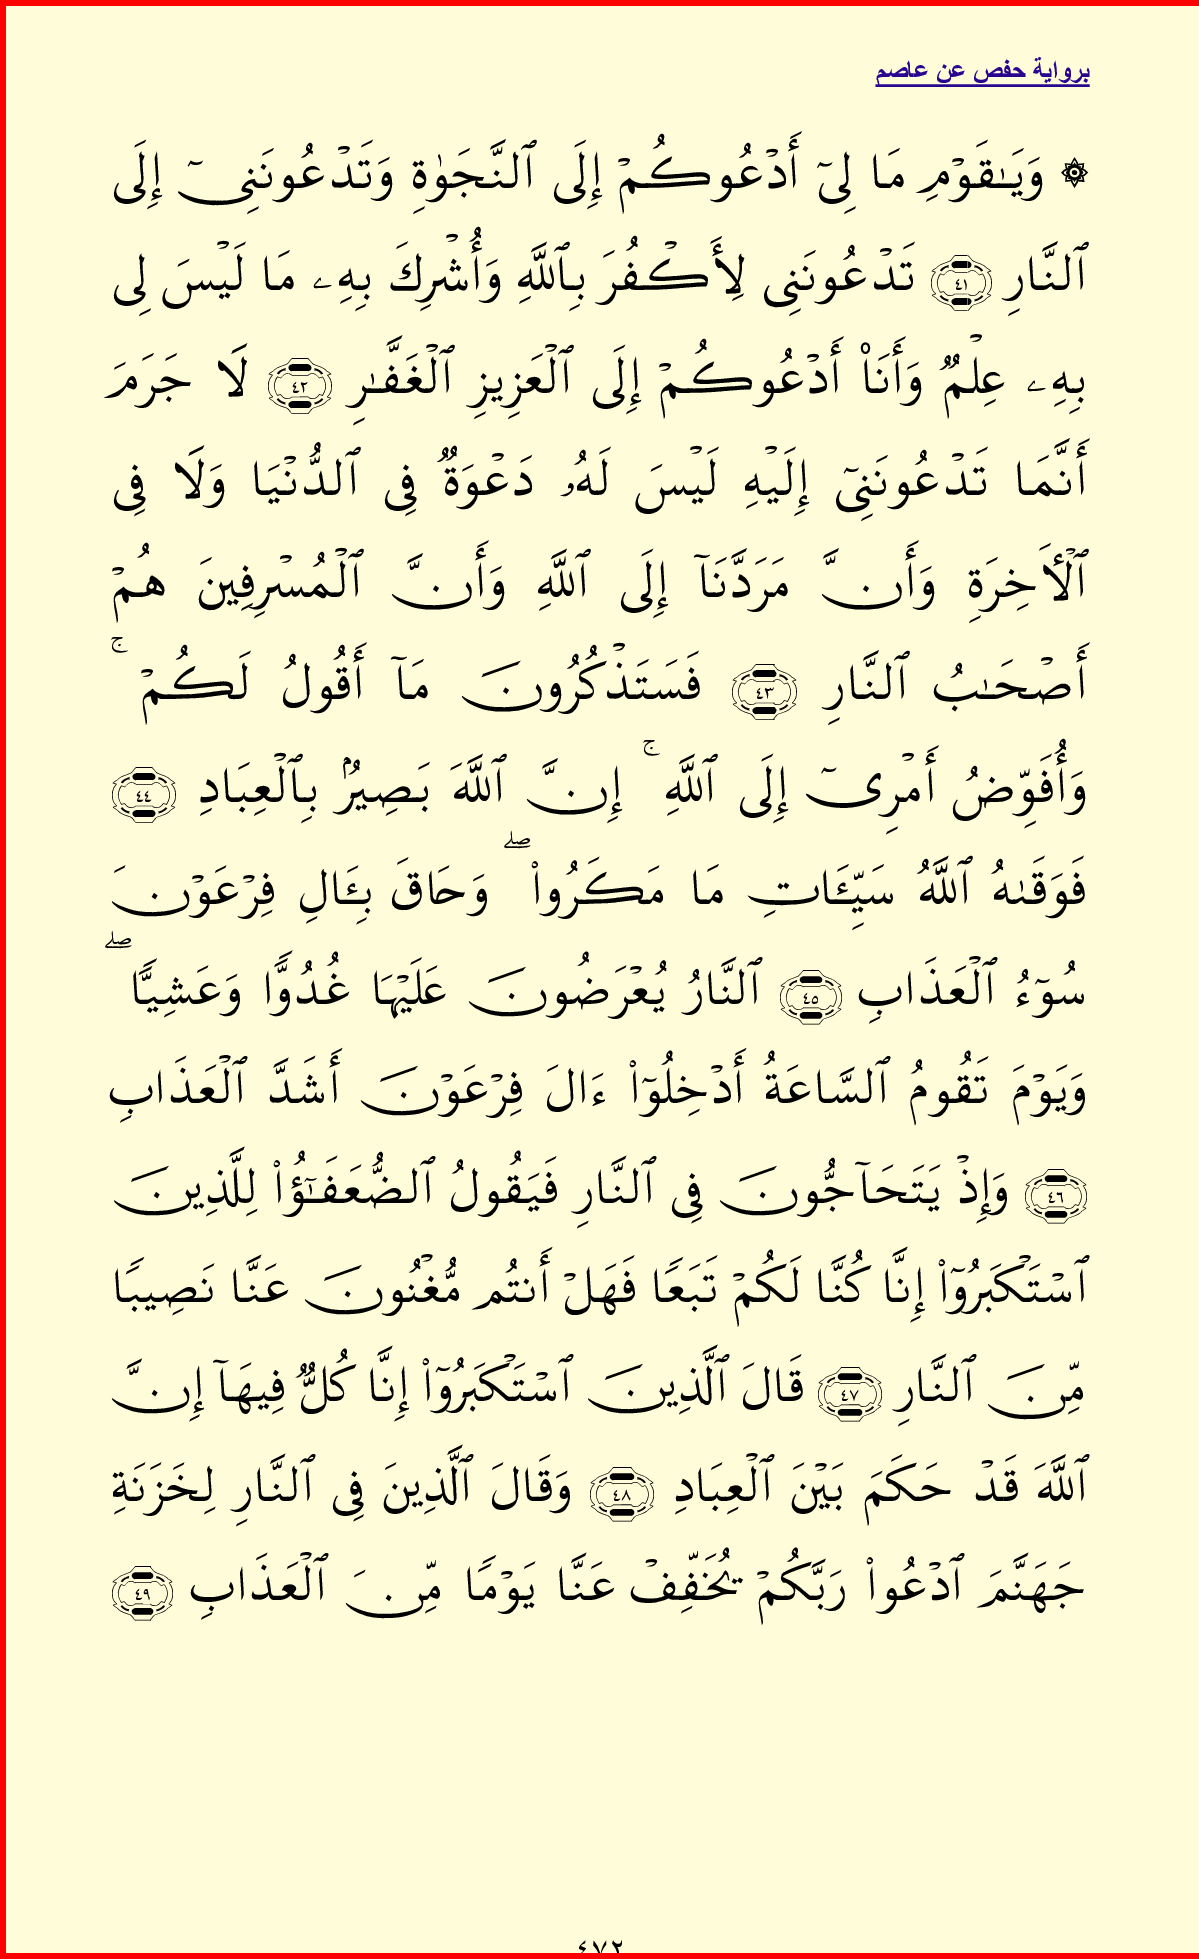 برواية حفص عن عاصم
۞ وَيَـٰقَوْمِ مَا لِىٓ أَدْعُوكُمْ إِلَى ٱلنَّجَوٰةِ وَتَدْعُونَنِىٓ إِلَى
ٱلنَّارِ ٤١ تَدْعُونَنِى لِأَكْفُرَ بِٱللَّهِ وَأُشْرِكَ بِهِۦ مَا لَيْسَ لِى
بِهِۦ عِلْمٌ وَأَنَا۠ أَدْعُوكُمْ إِلَى ٱلْعَزِيزِ ٱلْغَفَّـٰرِ ٤٢ لَا جَرَمَ
أَنَّمَا تَدْعُونَنِىٓ إِلَيْهِ لَيْسَ لَهُۥ دَعْوَةٌ فِى ٱلدُّنْيَا وَلَا فِى
ٱلْـَٔاخِرَةِ وَأَنَّ مَرَدَّنَآ إِلَى ٱللَّهِ وَأَنَّ ٱلْمُسْرِفِينَ هُمْ
أَصْحَـٰبُ ٱلنَّارِ ٤٣ فَسَتَذْكُرُونَ مَآ أَقُولُ لَكُمْ ۚ
وَأُفَوِّضُ أَمْرِىٓ إِلَى ٱللَّهِ ۚ إِنَّ ٱللَّهَ بَصِيرٌۢ بِٱلْعِبَادِ ٤٤
فَوَقَىٰهُ ٱللَّهُ سَيِّـَٔاتِ مَا مَكَرُوا۟ ۖ وَحَاقَ بِـَٔالِ فِرْعَوْنَ
سُوٓءُ ٱلْعَذَابِ ٤٥ ٱلنَّارُ يُعْرَضُونَ عَلَيْهَا غُدُوًّا وَعَشِيًّا ۖ
وَيَوْمَ تَقُومُ ٱلسَّاعَةُ أَدْخِلُوٓا۟ ءَالَ فِرْعَوْنَ أَشَدَّ ٱلْعَذَابِ
٤٦ وَإِذْ يَتَحَآجُّونَ فِى ٱلنَّارِ فَيَقُولُ ٱلضُّعَفَـٰٓؤُا۟ لِلَّذِينَ
ٱسْتَكْبَرُوٓا۟ إِنَّا كُنَّا لَكُمْ تَبَعًا فَهَلْ أَنتُم مُّغْنُونَ عَنَّا نَصِيبًا
مِّنَ ٱلنَّارِ ٤٧ قَالَ ٱلَّذِينَ ٱسْتَكْبَرُوٓا۟ إِنَّا كُلٌّ فِيهَآ إِنَّ
ٱللَّهَ قَدْ حَكَمَ بَيْنَ ٱلْعِبَادِ ٤٨ وَقَالَ ٱلَّذِينَ فِى ٱلنَّارِ لِخَزَنَةِ
جَهَنَّمَ ٱدْعُوا۟ رَبَّكُمْ يُخَفِّفْ عَنَّا يَوْمًا مِّنَ ٱلْعَذَابِ ٤٩
٤٧٢